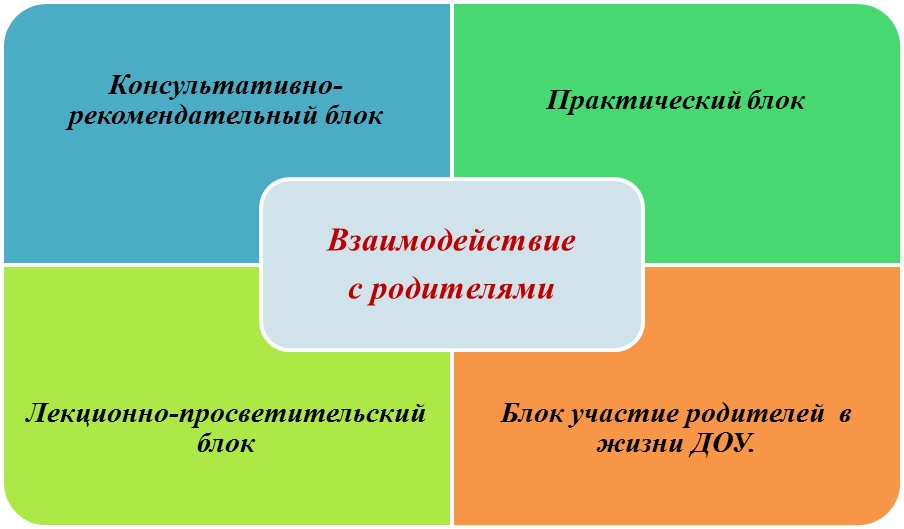 Консультативно-
рекомендательный блок
Практический блок
Взаимодействие
с родителями
Лекционно-просветительский
блок
Блок участие родителей  в
жизни ДОУ.